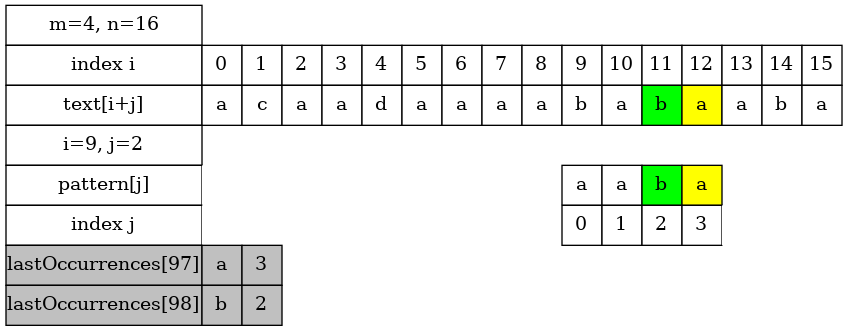 m=4, n=16
index i 0 1 2 3 4 5 6 7 8 9 10 11 12 13 14 15
text[i+j] a c a a d a a a a b a b a a b a
i=9, j=2
pattern[j] a a b a
index j 0 1 2 3
lastOccurrences[97] a 3
lastOccurrences[98] b 2